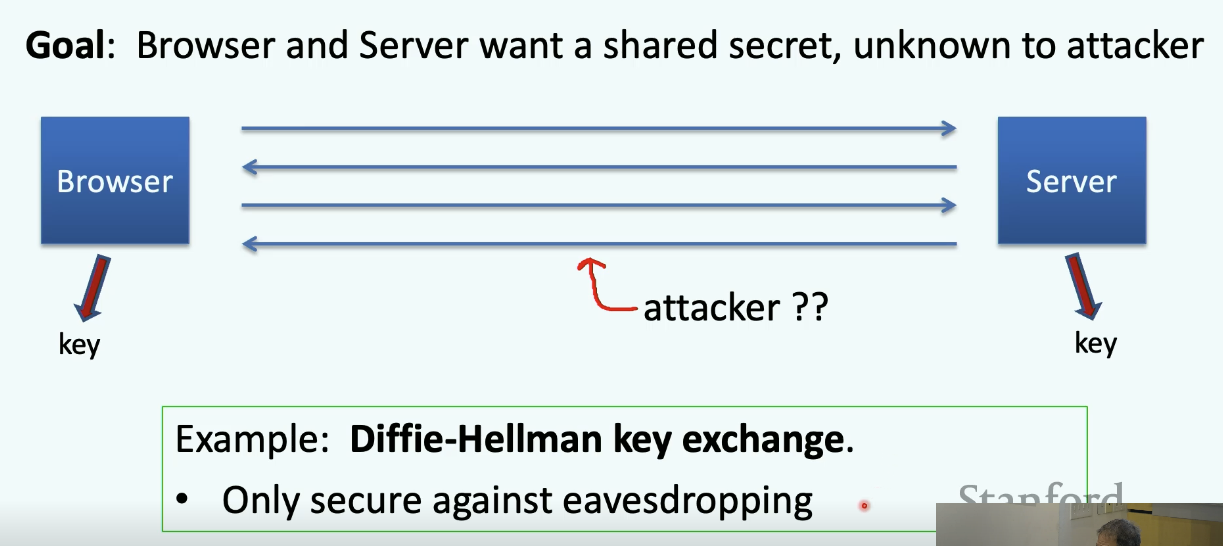 Goal: Browser and Server want a shared secret, unknown to attacker
Browser
Server
attacker ??
key
key
Example: Diffie-Hellman key exchange.
• Only secure against eavesdropping
Stanford